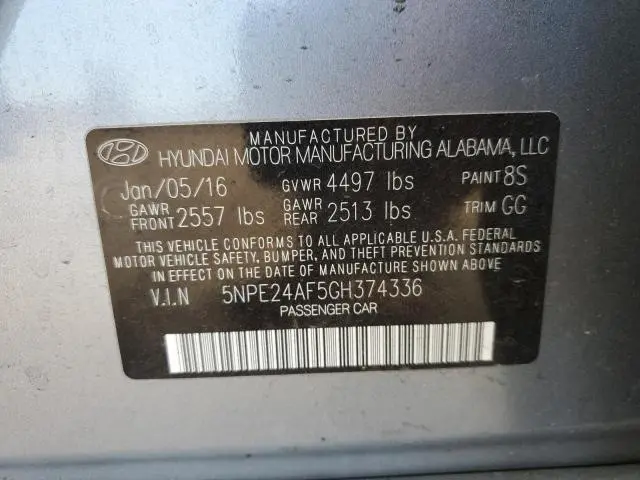 MANUFACTURED BY
HYUNDAI MOTOR MANUFACTURING ALABAMA, LLC
Jan/05/16 GVWR 4497 lbs PAINT 8S
GAWR FRONT 2557 lbs GAWR REAR 2513 lbs TRIM GG
THIS VEHICLE CONFORMS TO ALL APPLICABLE U.S.A. FEDERAL
MOTOR VEHICLE SAFETY, BUMPER, AND THEFT PREVENTION STANDARDS
IN EFFECT ON THE DATE OF MANUFACTURE SHOWN ABOVE.
V.I.N 5NPE24AF5GH374336
PASSENGER CAR